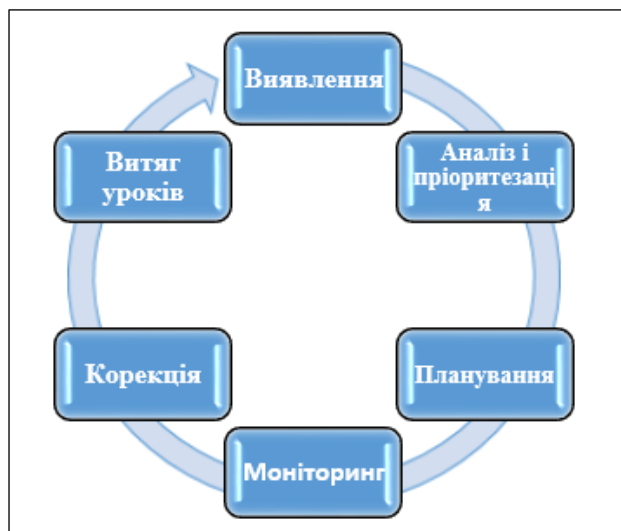 Виявлення
Аналіз і
пріоритезаці
я
Планування
Моніторинг
Корекція
Витяг
уроків